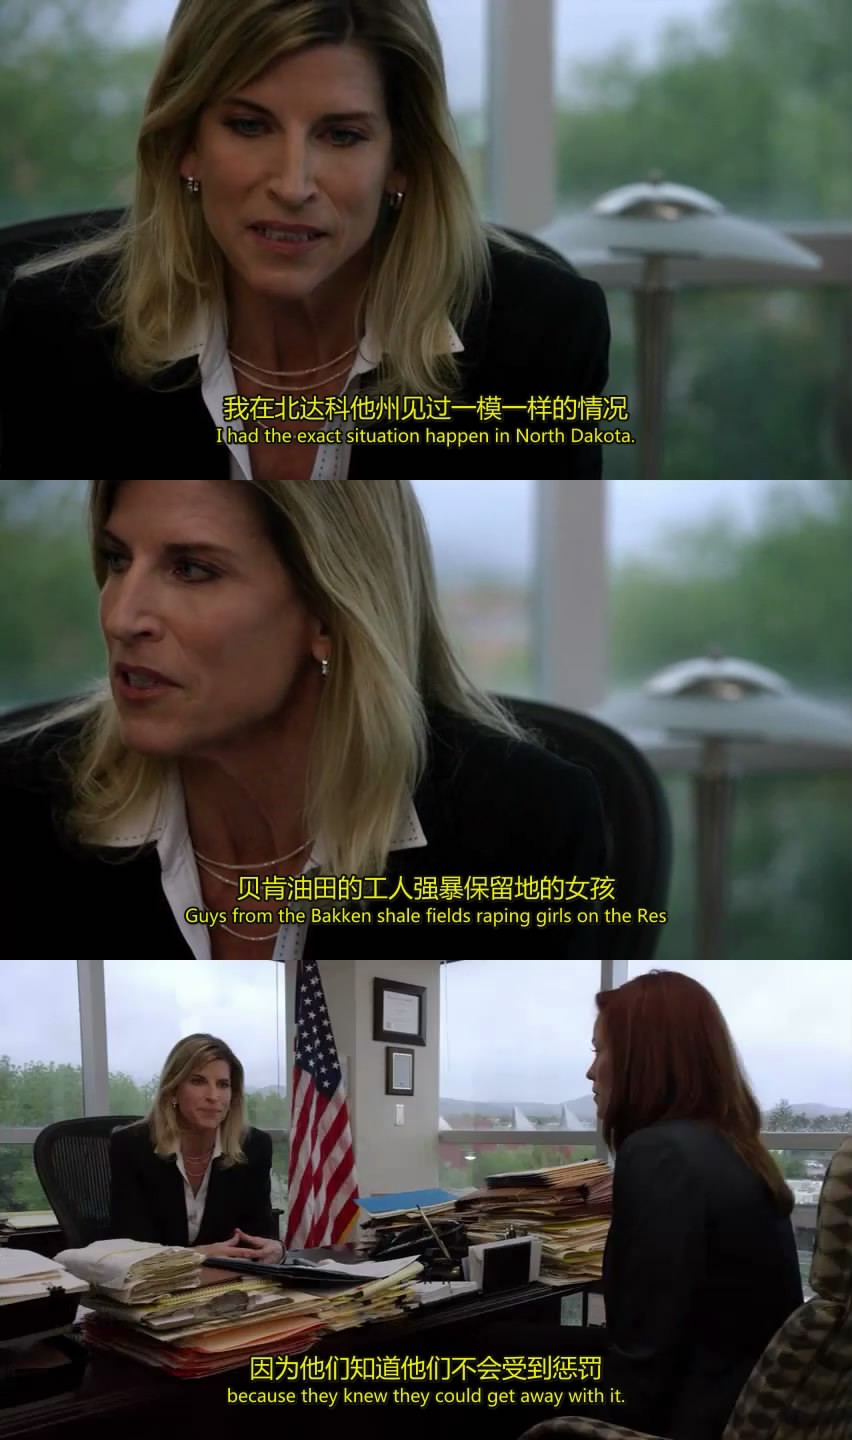 我在北达科他州见过一模一样的情况
I had the exact situation happen in North Dakota.
贝肯油田的工人强暴保留地的女孩
Guys from the Bakken shale fields raping girls on the Res
因为他们知道他们不会受到惩罚
because they knew they could get away with it.